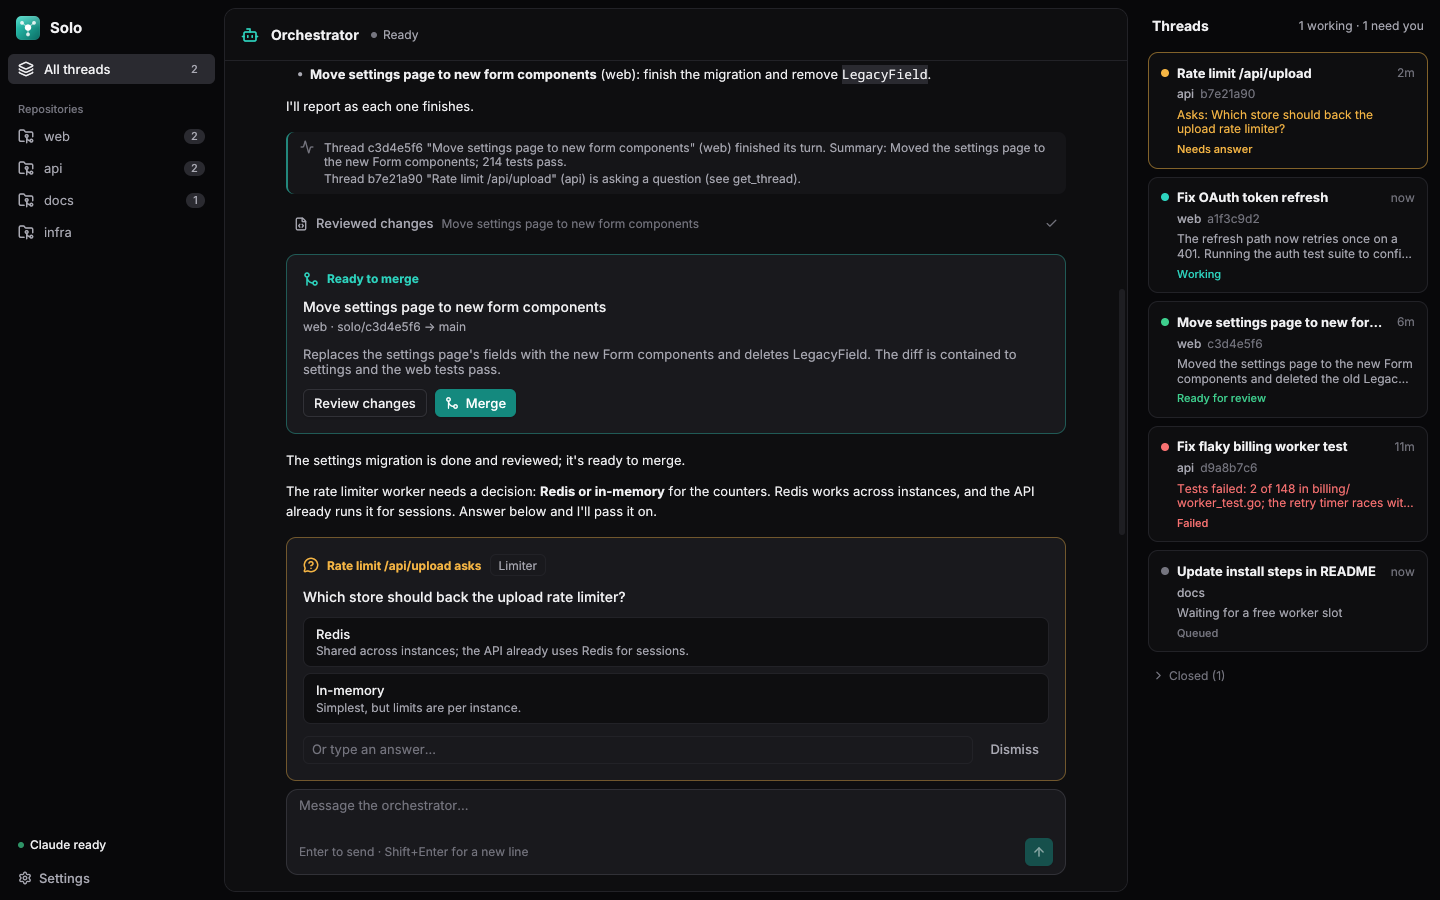 Solo
All threads 2
Repositories
web 2
api 2
docs 1
infra
Claude ready
Settings
Orchestrator Ready
• Move settings page to new form components (web): finish the migration and remove LegacyField.
I'll report as each one finishes.
Thread c3d4e5f6 "Move settings page to new form components" (web) finished its turn. Summary: Moved the settings page to
the new Form components; 214 tests pass.
Thread b7e21a90 "Rate limit /api/upload" (api) is asking a question (see get_thread).
Reviewed changes Move settings page to new form components
Ready to merge
Move settings page to new form components
web · solo/c3d4e5f6 → main
Replaces the settings page's fields with the new Form components and deletes LegacyField. The diff is contained to
settings and the web tests pass.
Review changes Merge
The settings migration is done and reviewed; it's ready to merge.
The rate limiter worker needs a decision: Redis or in-memory for the counters. Redis works across instances, and the API
already runs it for sessions. Answer below and I'll pass it on.
Rate limit /api/upload asks Limiter
Which store should back the upload rate limiter?
Redis
Shared across instances; the API already uses Redis for sessions.
In-memory
Simplest, but limits are per instance.
Or type an answer... Dismiss
Message the orchestrator...
Enter to send · Shift+Enter for a new line
Threads 1 working · 1 need you
Rate limit /api/upload 2m
api b7e21a90
Asks: Which store should back the
upload rate limiter?
Needs answer
Fix OAuth token refresh now
web a1f3c9d2
The refresh path now retries once on a
401. Running the auth test suite to confi...
Working
Move settings page to new for... 6m
web c3d4e5f6
Moved the settings page to the new Form
components and deleted the old Legac...
Ready for review
Fix flaky billing worker test 11m
api d9a8b7c6
Tests failed: 2 of 148 in billing/
worker_test.go; the retry timer races wit...
Failed
Update install steps in README now
docs
Waiting for a free worker slot
Queued
Closed (1)